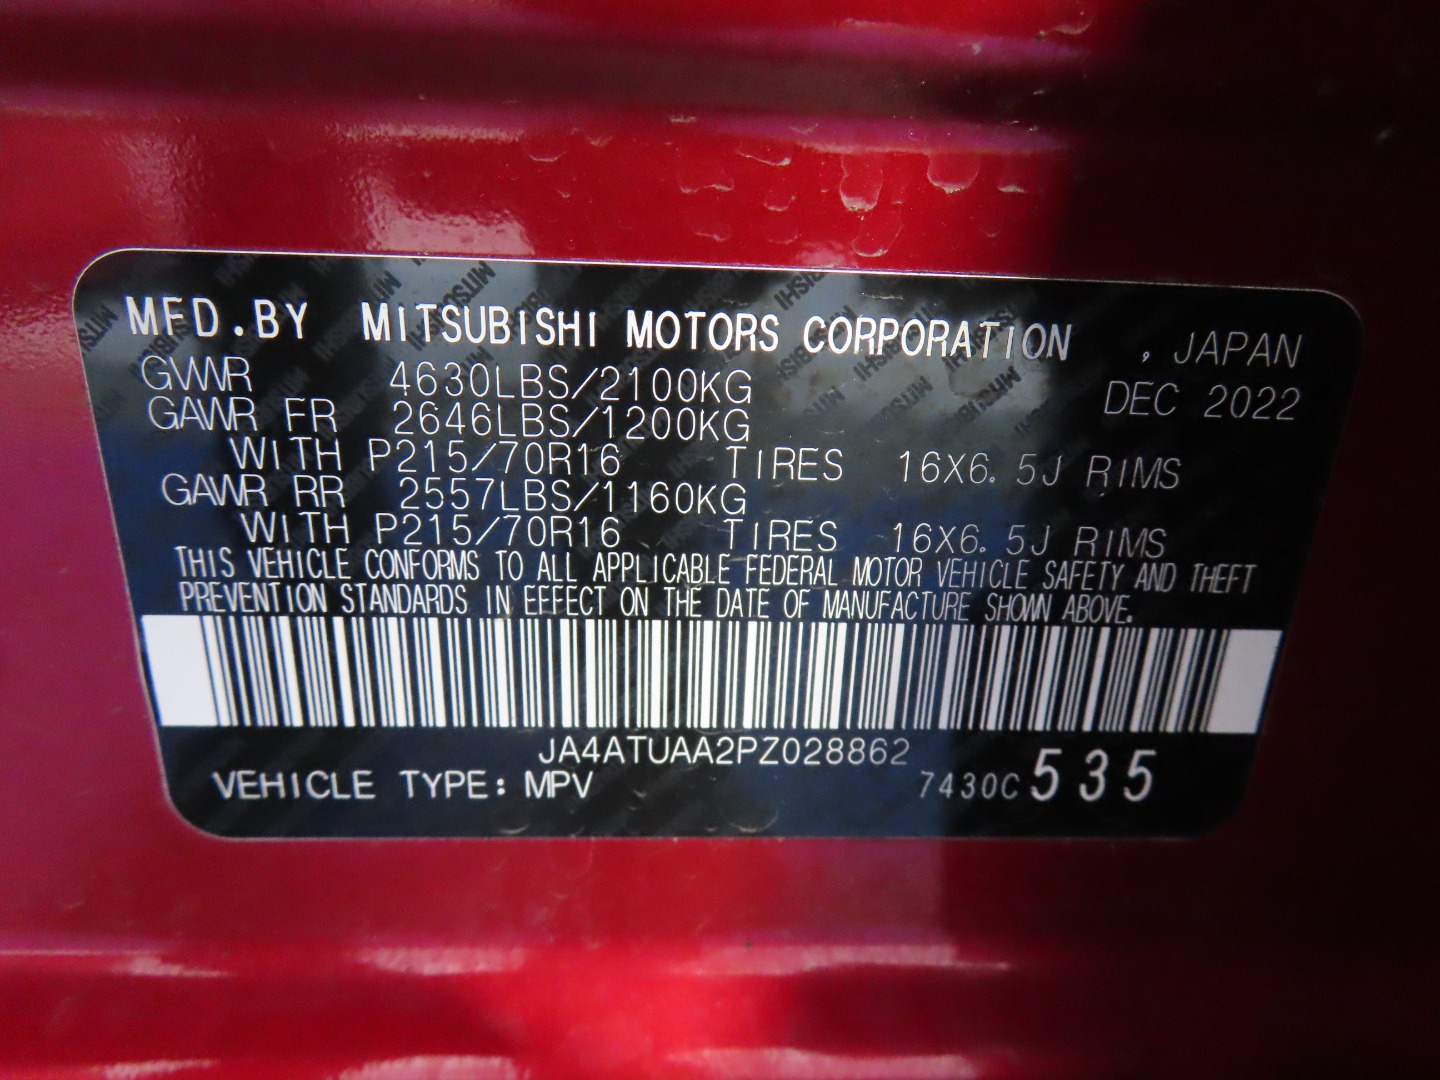 MFD.BY MITSUBISHI MOTORS CORPORATION , JAPAN
GVWR 4630LBS/2100KG DEC 2022
GAWR FR 2646LBS/1200KG
WITH P215/70R16 TIRES 16X6.5J RIMS
GAWR RR 2557LBS/1160KG
WITH P215/70R16 TIRES 16X6.5J RIMS
THIS VEHICLE CONFORMS TO ALL APPLICABLE FEDERAL MOTOR VEHICLE SAFETY AND THEFT
PREVENTION STANDARDS IN EFFECT ON THE DATE OF MANUFACTURE SHOWN ABOVE.
JA4ATUAA2PZ028862
VEHICLE TYPE: MPV 7430C 535